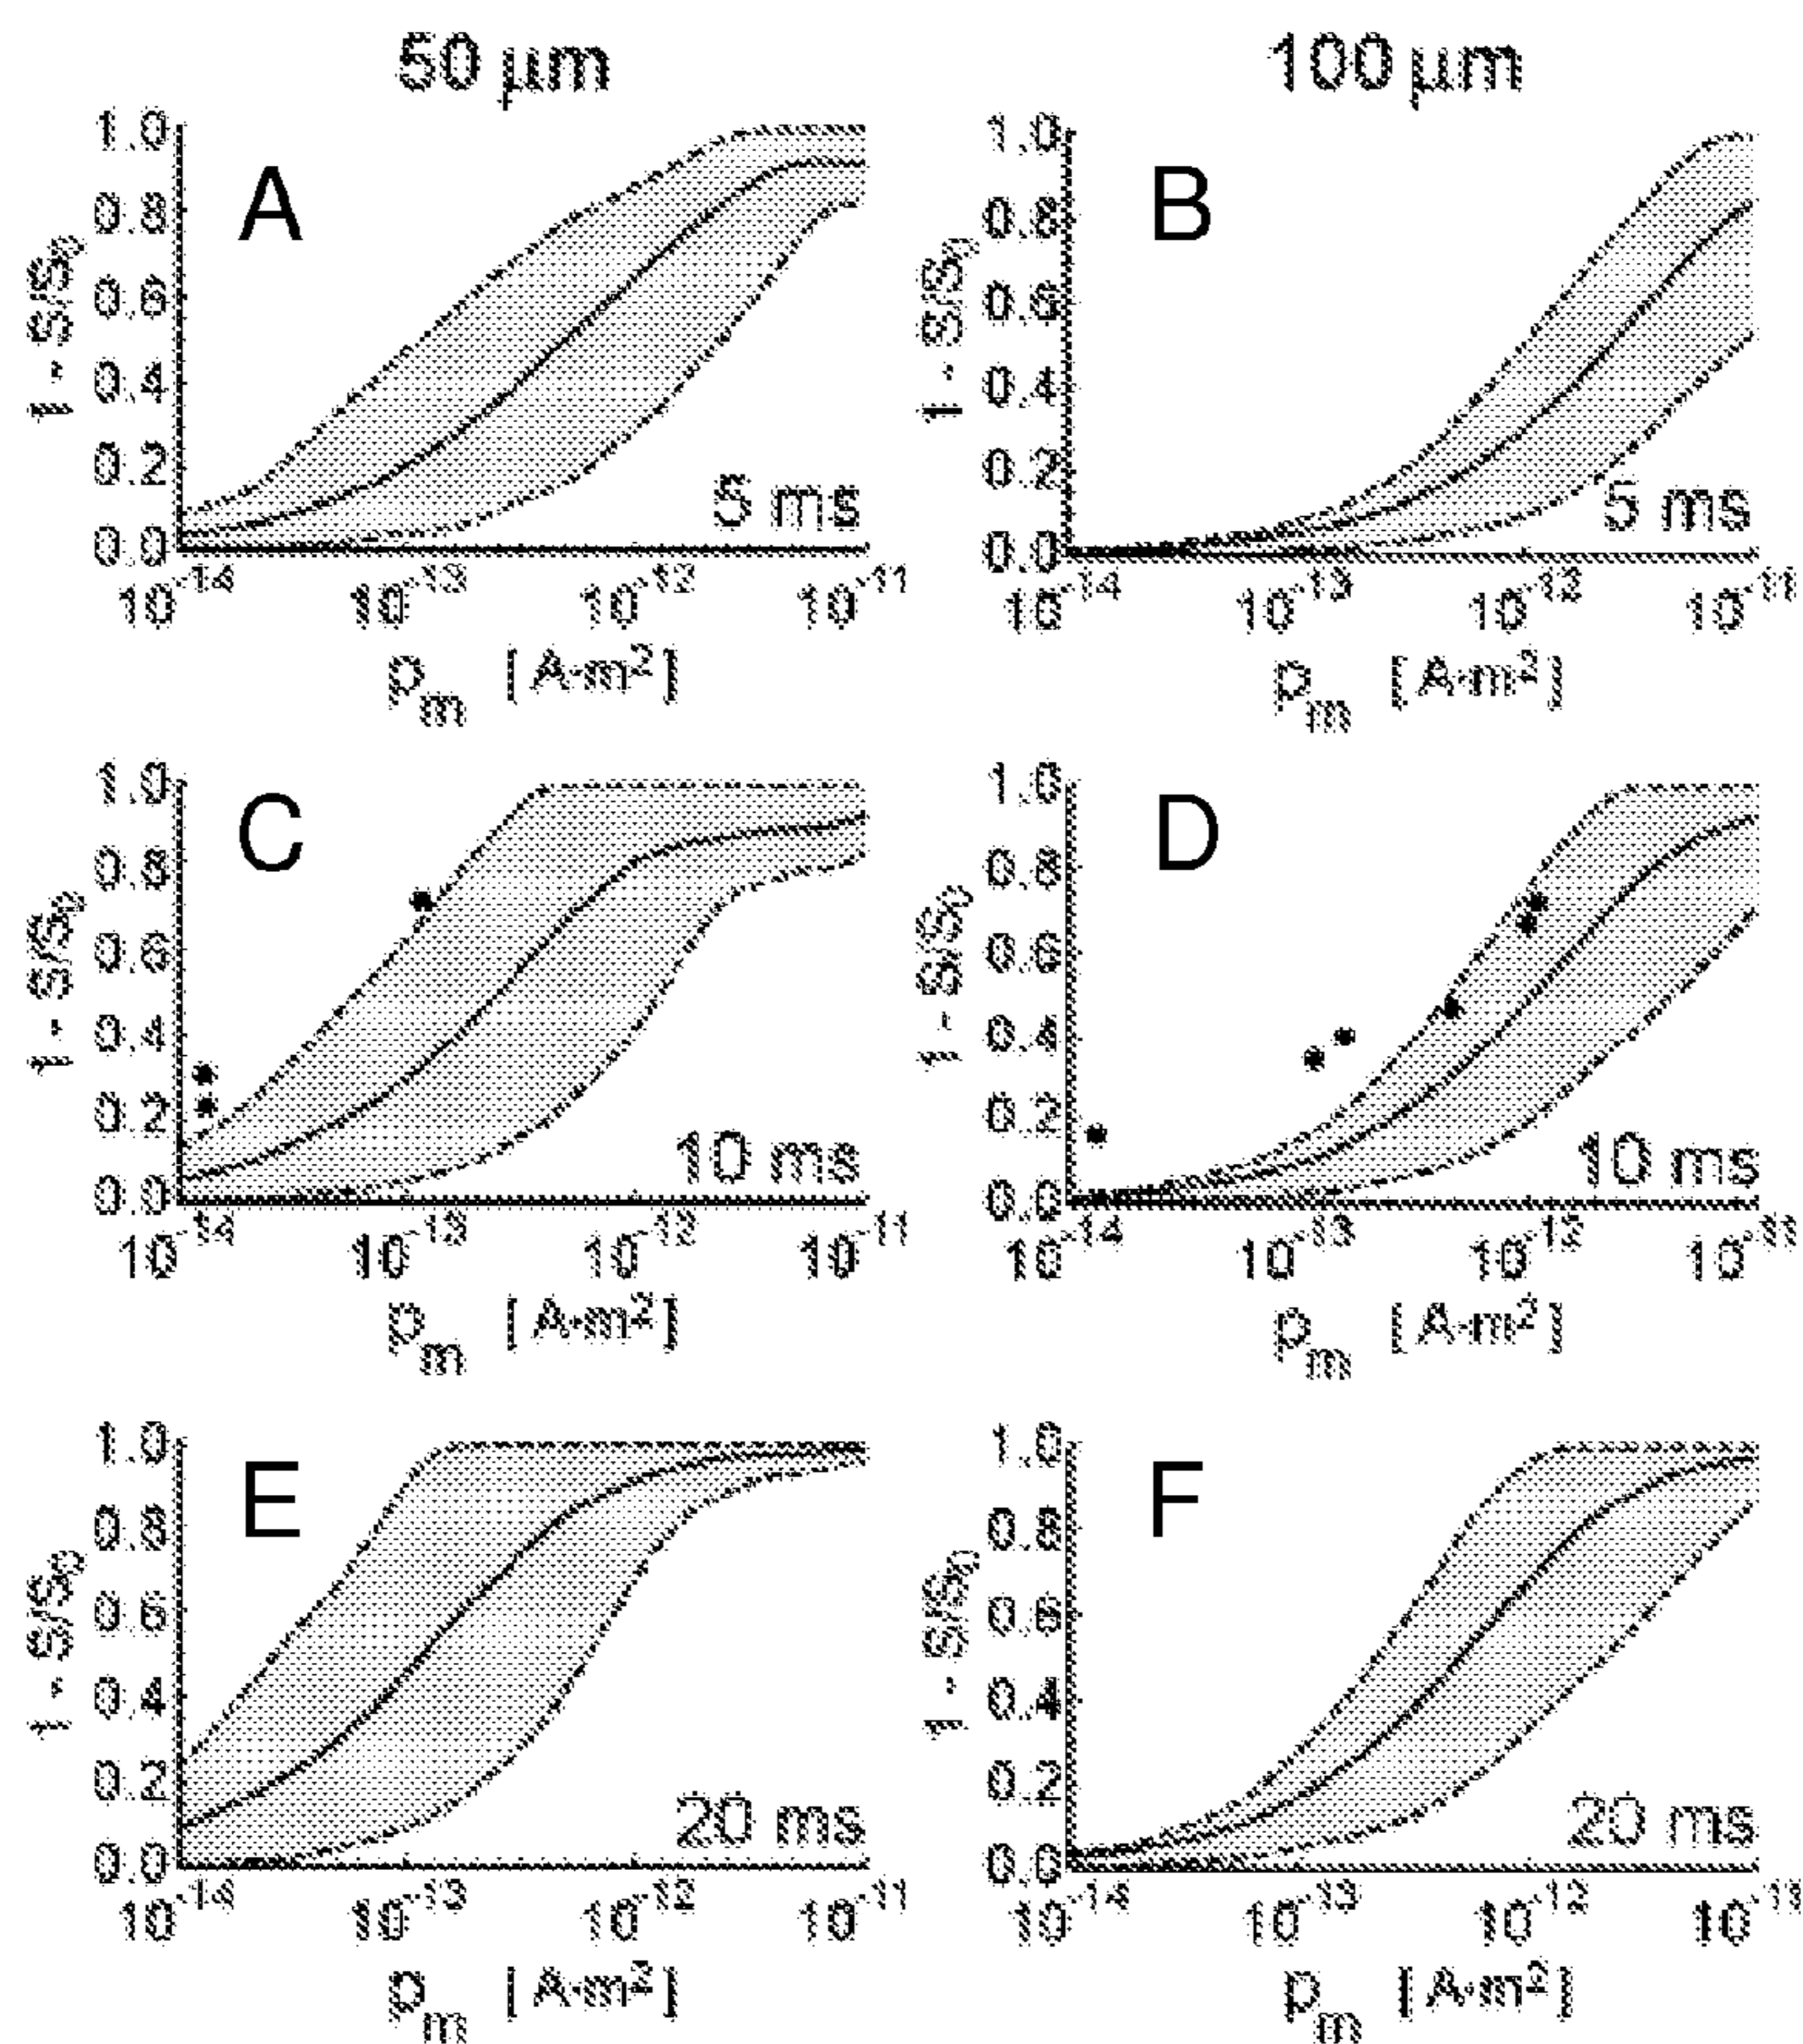 50 μm 100 μm
1.0 A 1.0 B
0.8 0.8
0.6 0.6
0.4 0.4
0.2 0.2
0.0 5 ms 0.0 5 ms
1 - S/S₀ 1 - S/S₀
10⁻¹⁴ 10⁻¹³ 10⁻¹² 10⁻¹¹ 10⁻¹⁴ 10⁻¹³ 10⁻¹² 10⁻¹¹
pₘ [A·m²] pₘ [A·m²]
1.0 C 1.0 D
0.8 0.8
0.6 0.6
0.4 0.4
0.2 0.2
0.0 10 ms 0.0 10 ms
1 - S/S₀ 1 - S/S₀
10⁻¹⁴ 10⁻¹³ 10⁻¹² 10⁻¹¹ 10⁻¹⁴ 10⁻¹³ 10⁻¹² 10⁻¹¹
pₘ [A·m²] pₘ [A·m²]
1.0 E 1.0 F
0.8 0.8
0.6 0.6
0.4 0.4
0.2 0.2
0.0 20 ms 0.0 20 ms
1 - S/S₀ 1 - S/S₀
10⁻¹⁴ 10⁻¹³ 10⁻¹² 10⁻¹¹ 10⁻¹⁴ 10⁻¹³ 10⁻¹² 10⁻¹¹
pₘ [A·m²] pₘ [A·m²]